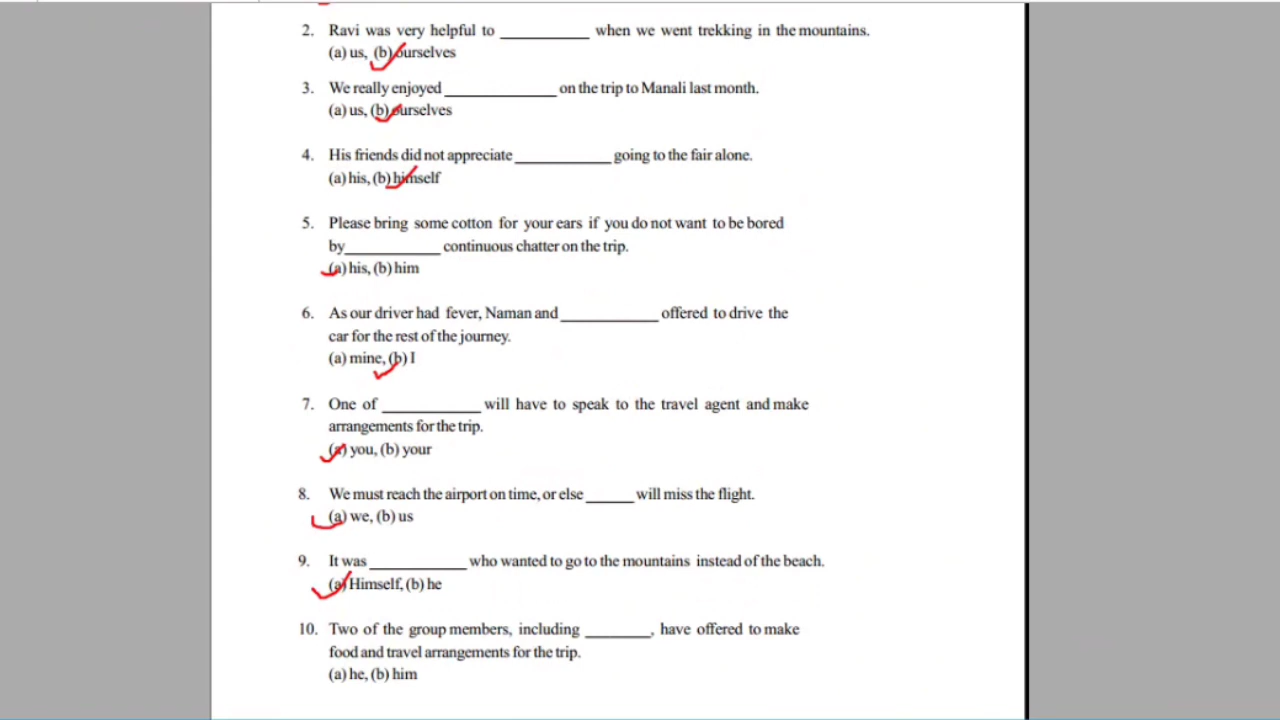 2. Ravi was very helpful to __________ when we went trekking in the mountains.
(a) us, (b) ourselves
3. We really enjoyed ____________ on the trip to Manali last month.
(a) us, (b) ourselves
4. His friends did not appreciate ___________ going to the fair alone.
(a) his, (b) himself
5. Please bring some cotton for your ears if you do not want to be bored
by___________ continuous chatter on the trip.
(a) his, (b) him
6. As our driver had fever, Naman and ___________ offered to drive the
car for the rest of the journey.
(a) mine, (b) I
7. One of ___________ will have to speak to the travel agent and make
arrangements for the trip.
(a) you, (b) your
8. We must reach the airport on time, or else _____ will miss the flight.
(a) we, (b) us
9. It was ___________ who wanted to go to the mountains instead of the beach.
(a) Himself, (b) he
10. Two of the group members, including _______, have offered to make
food and travel arrangements for the trip.
(a) he, (b) him